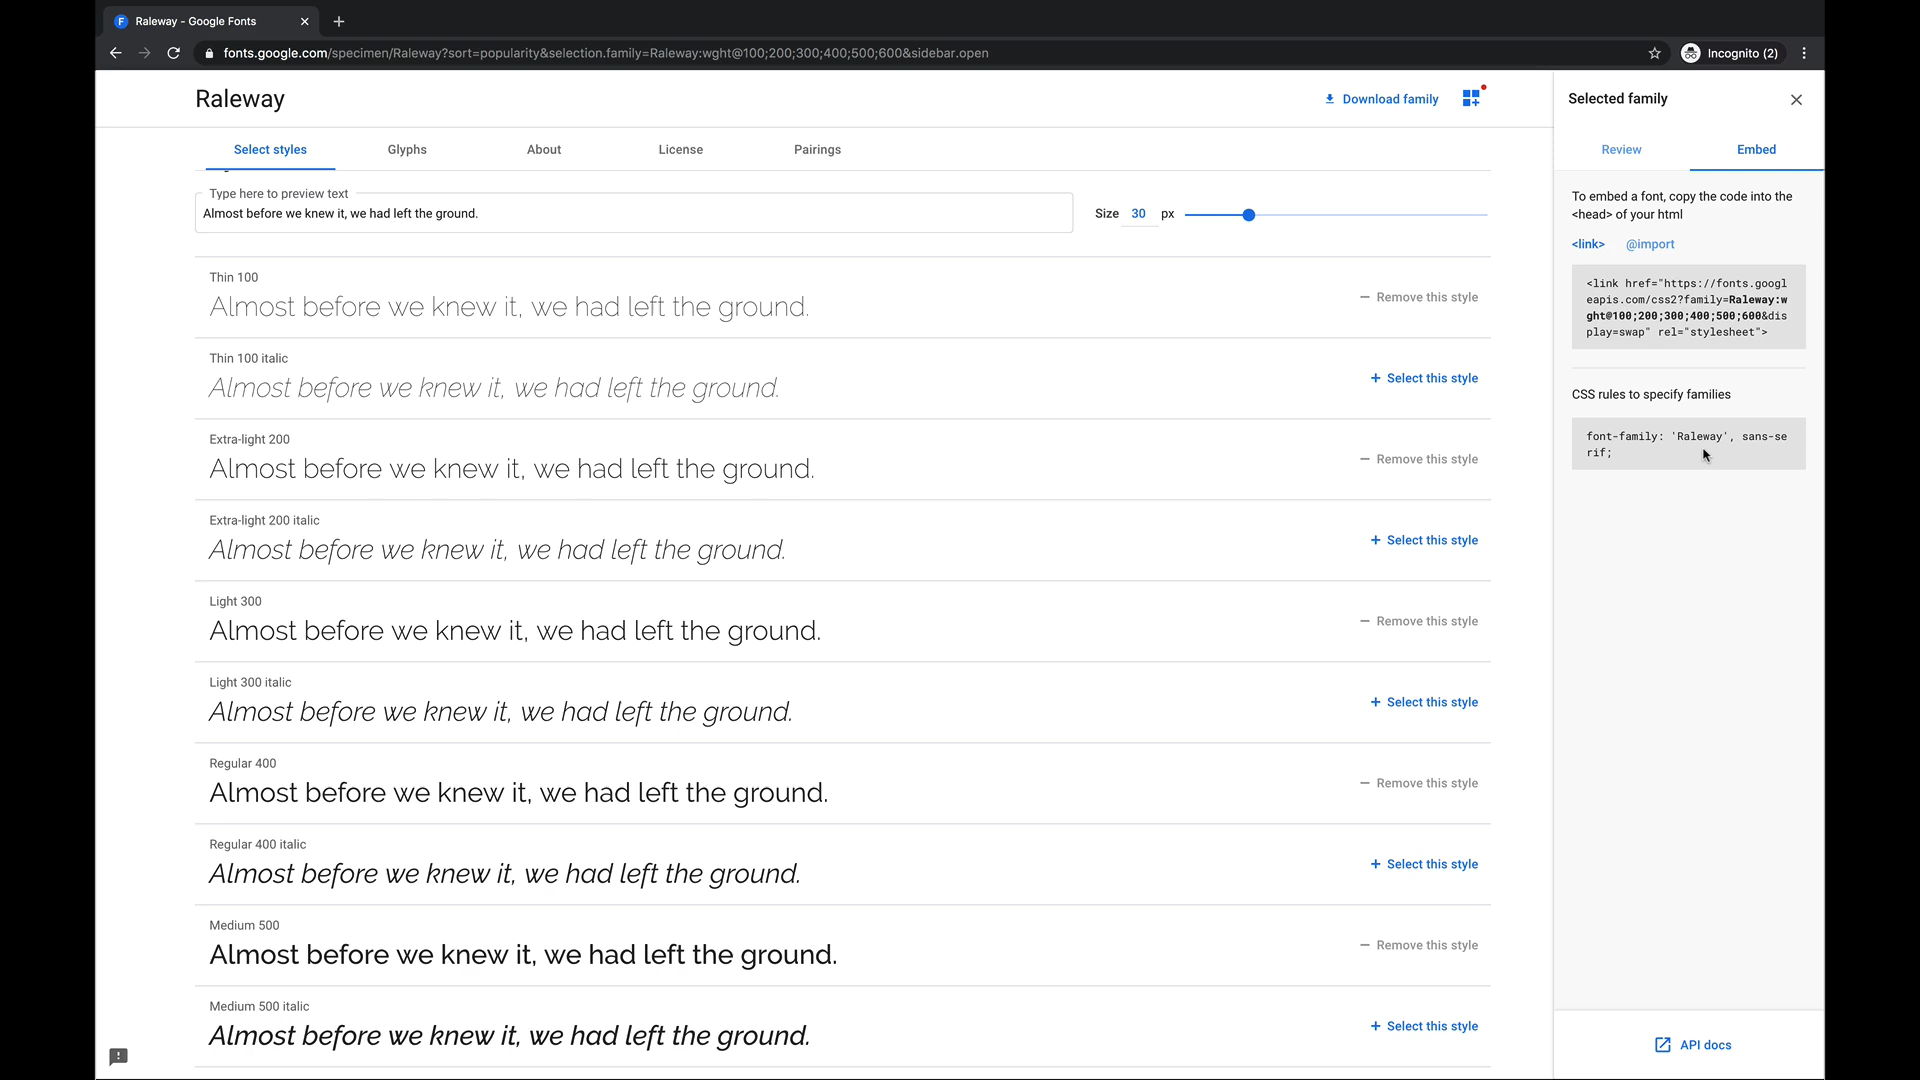 Raleway - Google Fonts
fonts.google.com/specimen/Raleway?sort=popularity&selection.family=Raleway:wght@100;200;300;400;500;600&sidebar.open
Incognito (2)
Raleway
Download family
Select styles
Glyphs
About
License
Pairings
Type here to preview text
Almost before we knew it, we had left the ground.
Size 30 px
Thin 100
Almost before we knew it, we had left the ground.
Remove this style
Thin 100 italic
Almost before we knew it, we had left the ground.
Select this style
Extra-light 200
Almost before we knew it, we had left the ground.
Remove this style
Extra-light 200 italic
Almost before we knew it, we had left the ground.
Select this style
Light 300
Almost before we knew it, we had left the ground.
Remove this style
Light 300 italic
Almost before we knew it, we had left the ground.
Select this style
Regular 400
Almost before we knew it, we had left the ground.
Remove this style
Regular 400 italic
Almost before we knew it, we had left the ground.
Select this style
Medium 500
Almost before we knew it, we had left the ground.
Remove this style
Medium 500 italic
Almost before we knew it, we had left the ground.
Select this style
Selected family
Review
Embed
To embed a font, copy the code into the
<head> of your html
<link>
@import
<link href="https://fonts.googl
eapis.com/css2?family=Raleway:w
ght@100;200;300;400;500;600&dis
play=swap" rel="stylesheet">
CSS rules to specify families
font-family: 'Raleway', sans-se
rif;
API docs